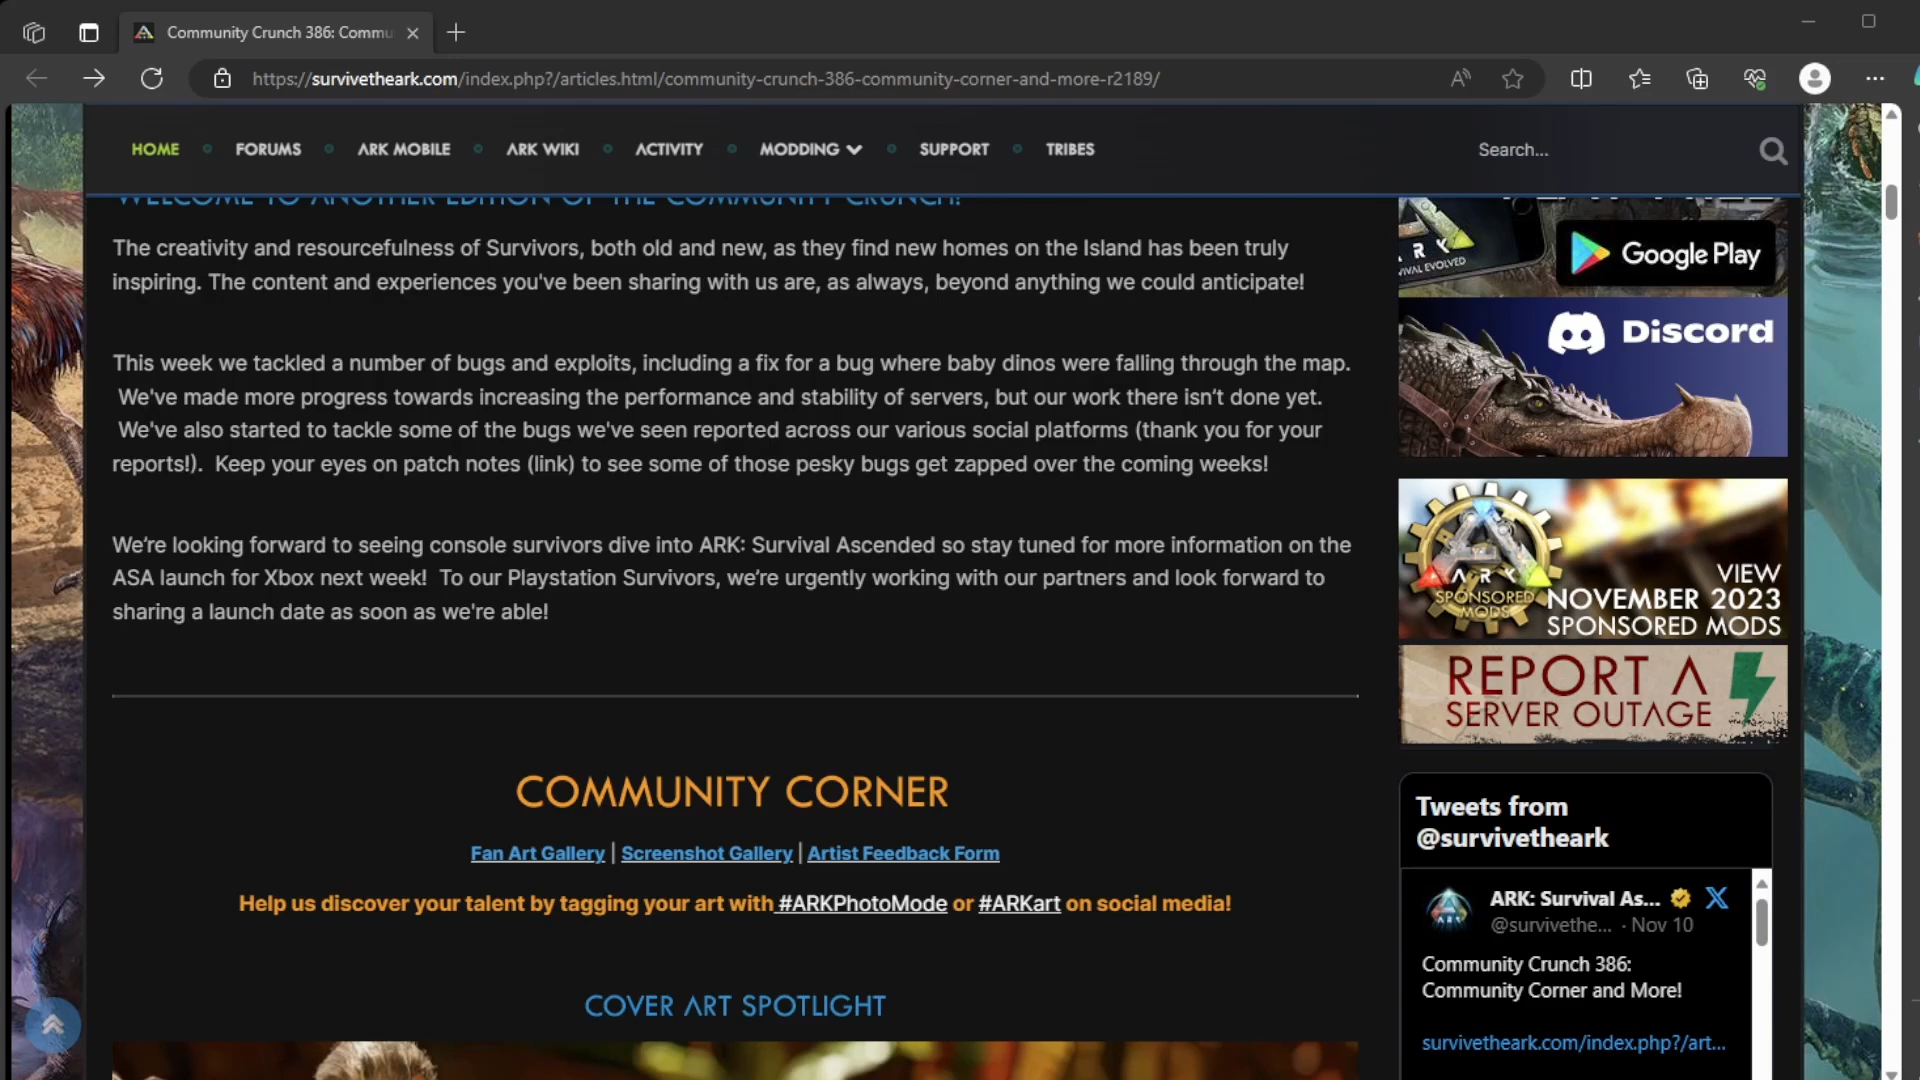 Community Crunch 386: Commu
https://survivetheark.com/index.php?/articles.html/community-crunch-386-community-corner-and-more-r2189/
HOME
FORUMS
ARK MOBILE
ARK WIKI
ACTIVITY
MODDING
SUPPORT
TRIBES
Search...
WELCOME TO ANOTHER EDITION OF THE COMMUNITY CRUNCH!
The creativity and resourcefulness of Survivors, both old and new, as they find new homes on the Island has been truly
inspiring. The content and experiences you've been sharing with us are, as always, beyond anything we could anticipate!
This week we tackled a number of bugs and exploits, including a fix for a bug where baby dinos were falling through the map.
We've made more progress towards increasing the performance and stability of servers, but our work there isn’t done yet.
We've also started to tackle some of the bugs we've seen reported across our various social platforms (thank you for your
reports!). Keep your eyes on patch notes (link) to see some of those pesky bugs get zapped over the coming weeks!
We’re looking forward to seeing console survivors dive into ARK: Survival Ascended so stay tuned for more information on the
ASA launch for Xbox next week! To our Playstation Survivors, we’re urgently working with our partners and look forward to
sharing a launch date as soon as we're able!
COMMUNITY CORNER
Fan Art Gallery | Screenshot Gallery | Artist Feedback Form
Help us discover your talent by tagging your art with #ARKPhotoMode or #ARKart on social media!
COVER ART SPOTLIGHT
Google Play
Discord
ARK
SPONSORED
MODS
VIEW
NOVEMBER 2023
SPONSORED MODS
REPORT A
SERVER OUTAGE
Tweets from
@survivetheark
ARK: Survival As...
@survivethe... · Nov 10
Community Crunch 386:
Community Corner and More!
survivetheark.com/index.php?/art...